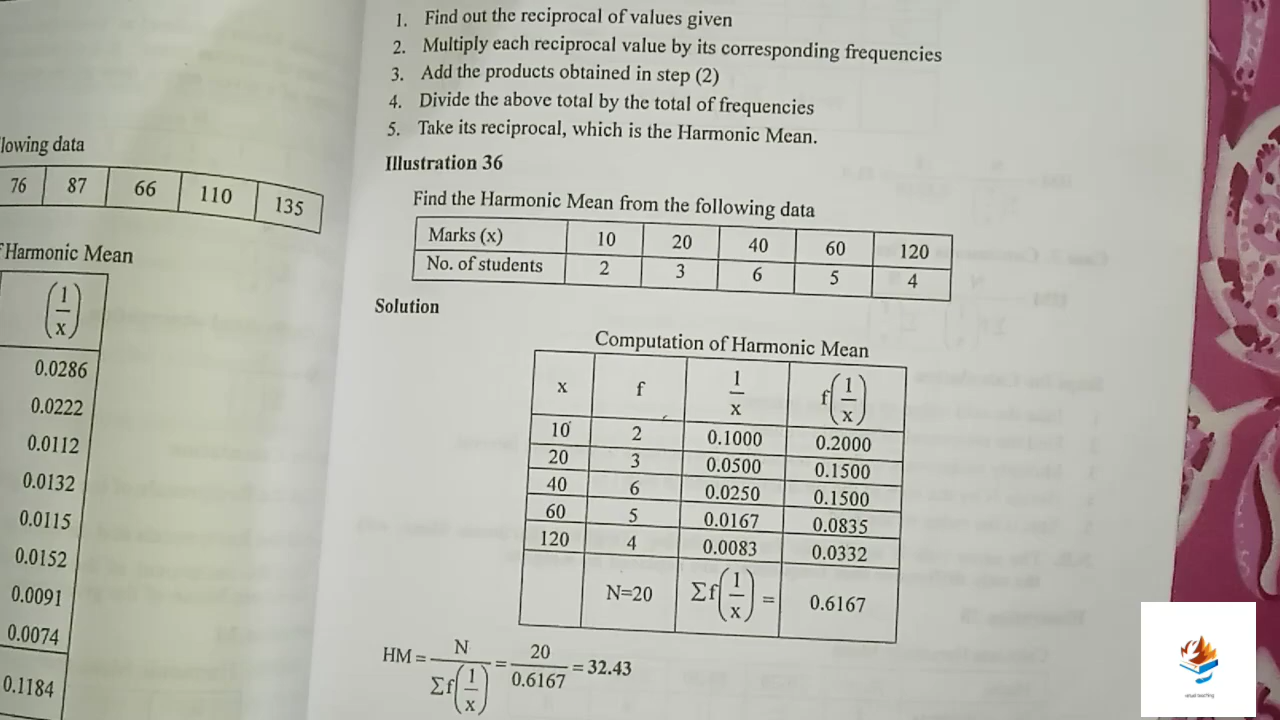 lowing data
76 87 66 110 135
Harmonic Mean
(1/x)
0.0286
0.0222
0.0112
0.0132
0.0115
0.0152
0.0091
0.0074
0.1184
1. Find out the reciprocal of values given
2. Multiply each reciprocal value by its corresponding frequencies
3. Add the products obtained in step (2)
4. Divide the above total by the total of frequencies
5. Take its reciprocal, which is the Harmonic Mean.
Illustration 36
Find the Harmonic Mean from the following data
Marks (x) 10 20 40 60 120
No. of students 2 3 6 5 4
Solution
Computation of Harmonic Mean
x f 1/x f(1/x)
10 2 0.1000 0.2000
20 3 0.0500 0.1500
40 6 0.0250 0.1500
60 5 0.0167 0.0835
120 4 0.0083 0.0332
N=20 Σf(1/x) = 0.6167
HM = N/Σf(1/x) = 20/0.6167 = 32.43